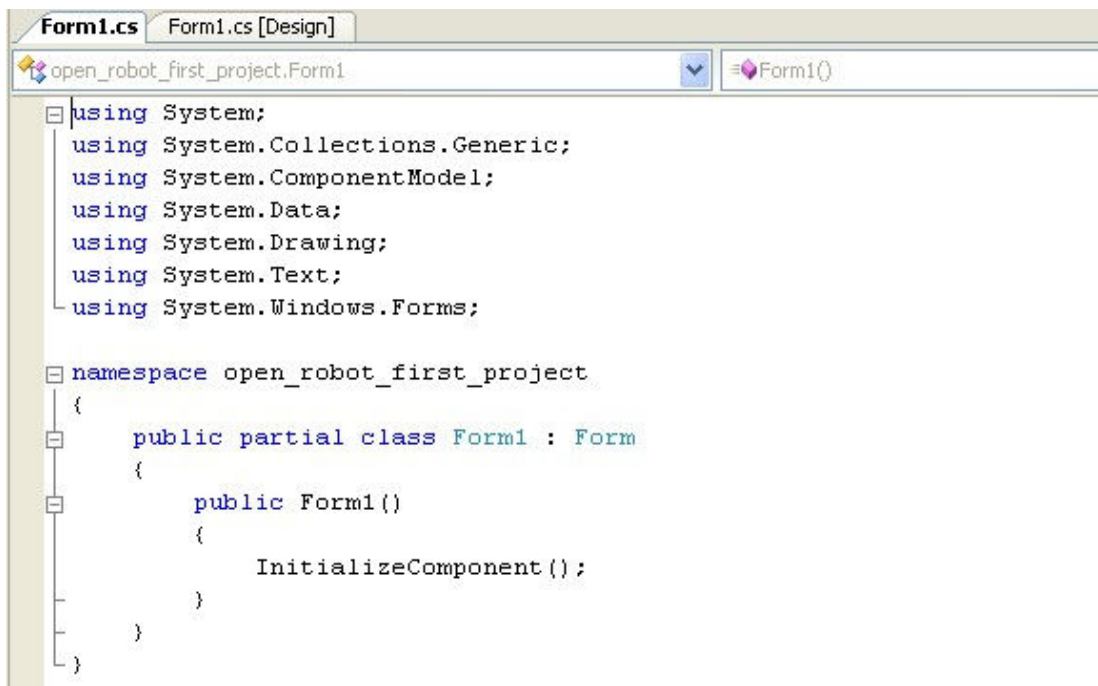 Form1.cs Form1.cs [Design]
open_robot_first_project.Form1 Form1()
using System;
using System.Collections.Generic;
using System.ComponentModel;
using System.Data;
using System.Drawing;
using System.Text;
using System.Windows.Forms;

namespace open_robot_first_project
{
    public partial class Form1 : Form
    {
        public Form1()
        {
            InitializeComponent();
        }
    }
}